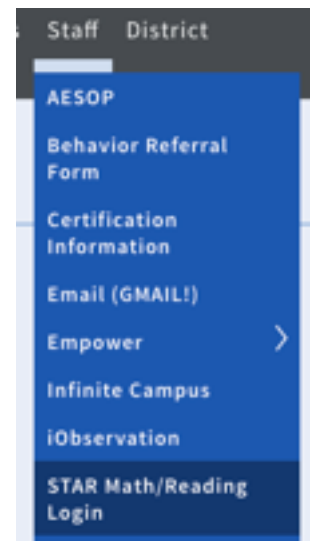 Staff District
AESOP
Behavior Referral
Form
Certification
Information
Email (GMAIL!)
Empower
Infinite Campus
iObservation
STAR Math/Reading
Login